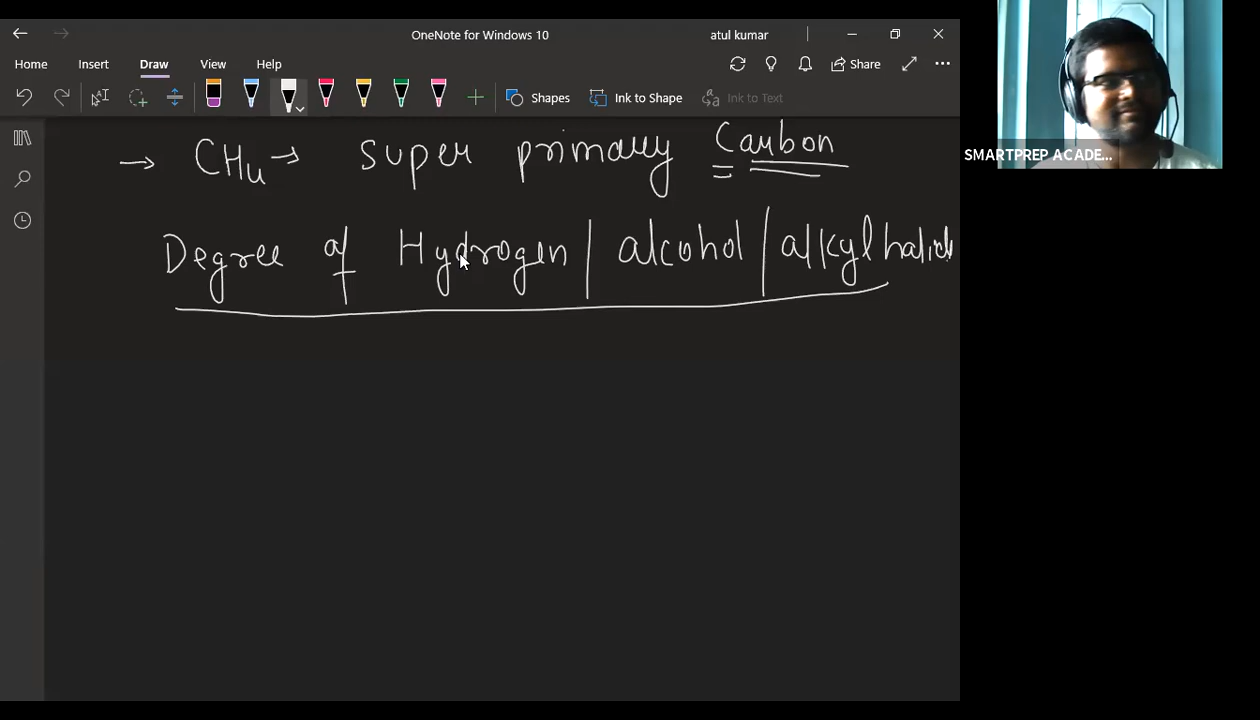 OneNote for Windows 10
atul kumar
Home Insert Draw View Help
Share
Shapes
Ink to Shape
Ink to Text
→ CH4 → super primary Carbon
SMARTPREP ACADE...
Degree of Hydrogen | alcohol | alkyl halide